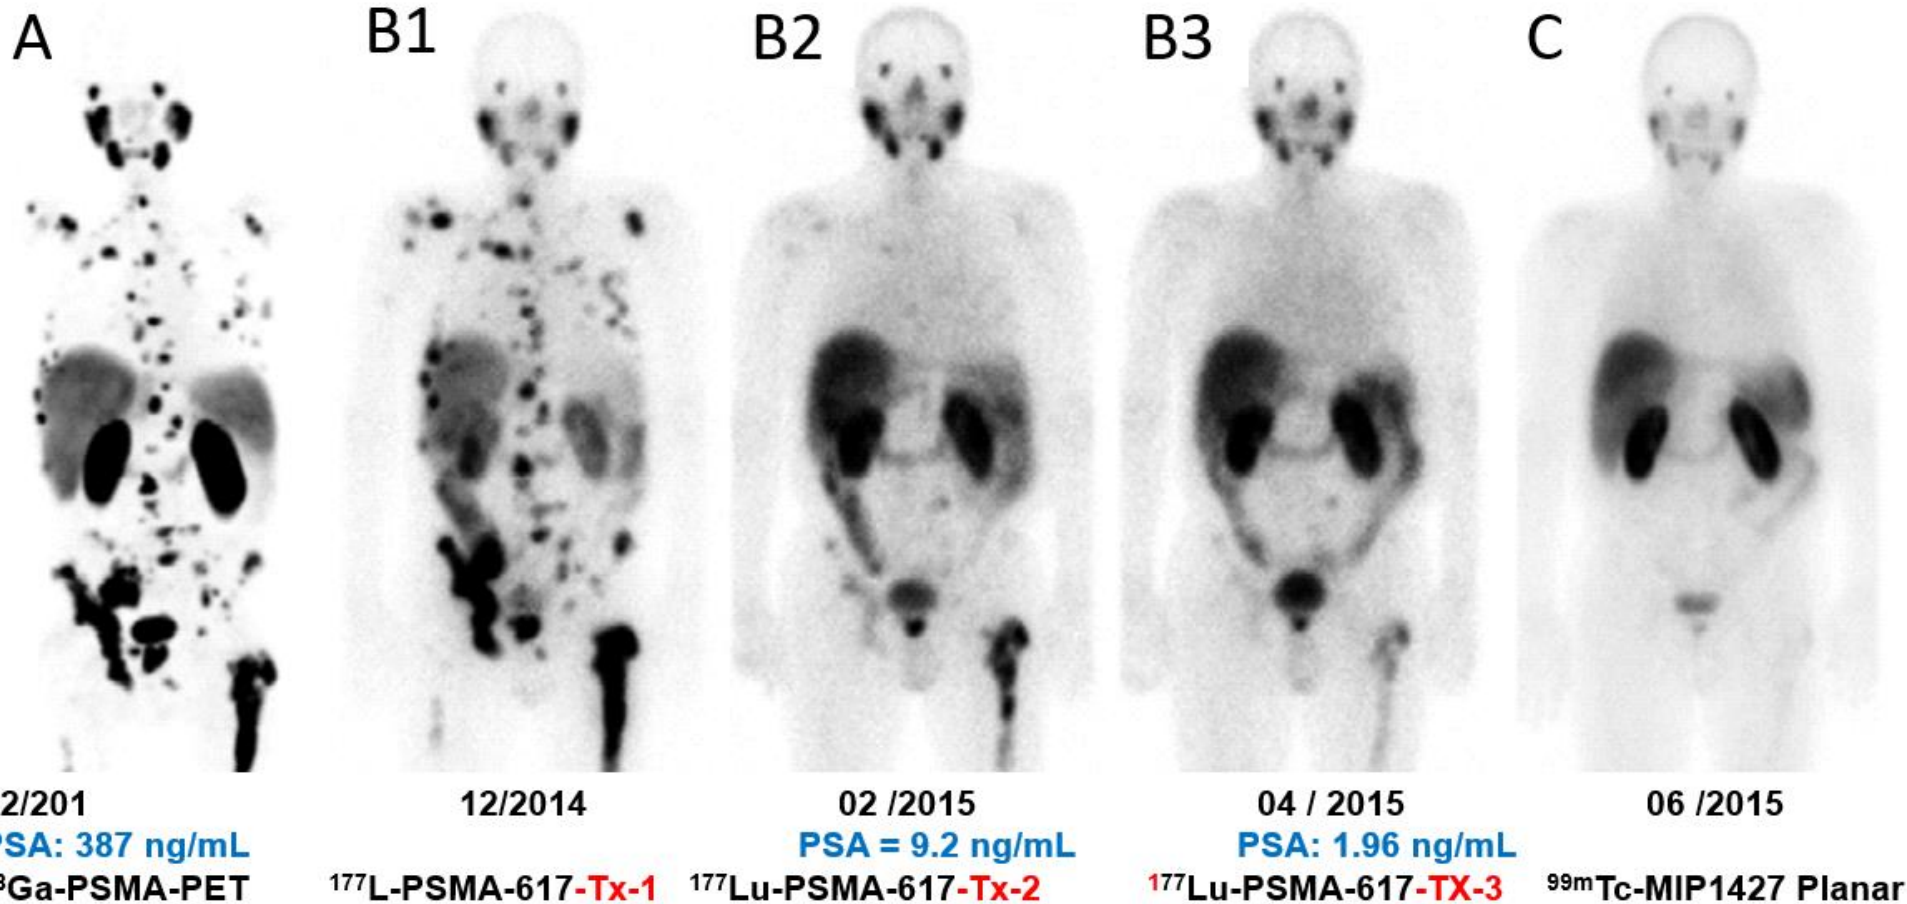 A
B1
B2
B3
C
2/201
12/2014
02 /2015
04 / 2015
06 /2015
PSA: 387 ng/mL
PSA = 9.2 ng/mL
PSA: 1.96 ng/mL
⁸Ga-PSMA-PET
¹⁷⁷L-PSMA-617-Tx-1
¹⁷⁷Lu-PSMA-617-Tx-2
¹⁷⁷Lu-PSMA-617-TX-3
⁹⁹ᵐTc-MIP1427 Planar